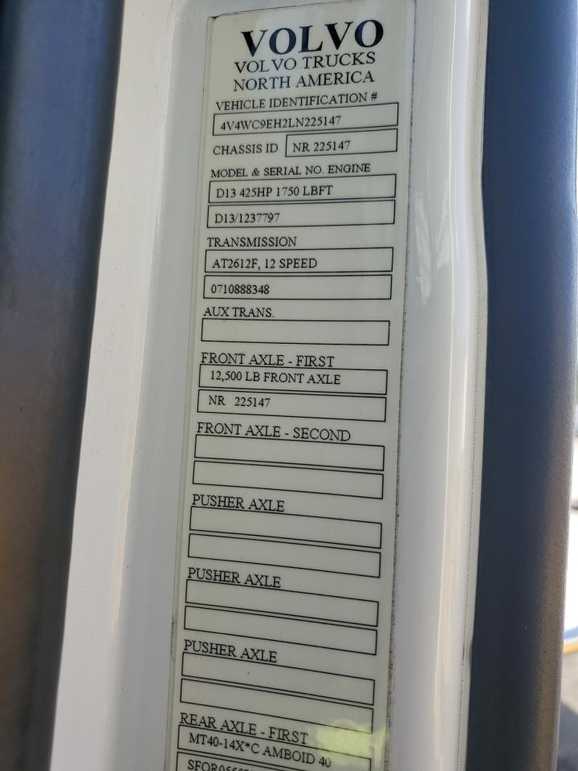 VOLVO
VOLVO TRUCKS
NORTH AMERICA
VEHICLE IDENTIFICATION #
4V4WC9EH2LN225147
CHASSIS ID NR 225147
MODEL & SERIAL NO. ENGINE
D13 425HP 1750 LBFT
D13/1237797
TRANSMISSION
AT2612F, 12 SPEED
0710888348
AUX TRANS.
FRONT AXLE - FIRST
12,500 LB FRONT AXLE
NR 225147
FRONT AXLE - SECOND
PUSHER AXLE
PUSHER AXLE
PUSHER AXLE
REAR AXLE - FIRST
MT40-14X*C AMBOID 40